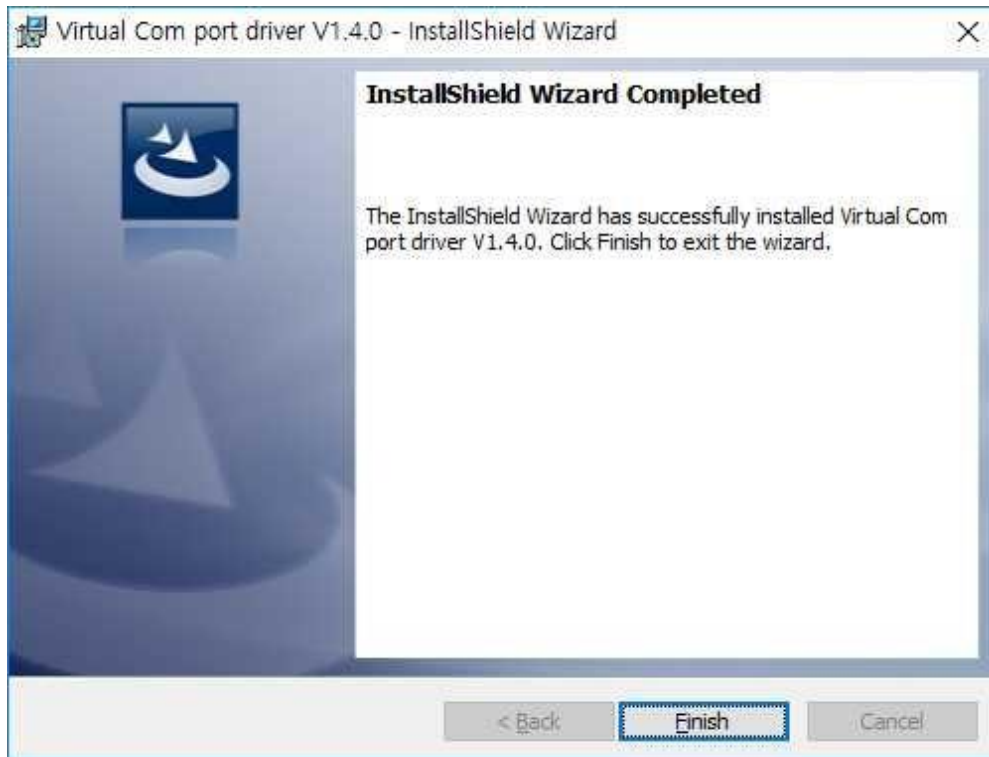 Virtual Com port driver V1.4.0 - InstallShield Wizard
InstallShield Wizard Completed
The InstallShield Wizard has successfully installed Virtual Com
port driver V1.4.0. Click Finish to exit the wizard.
< Back
Finish
Cancel